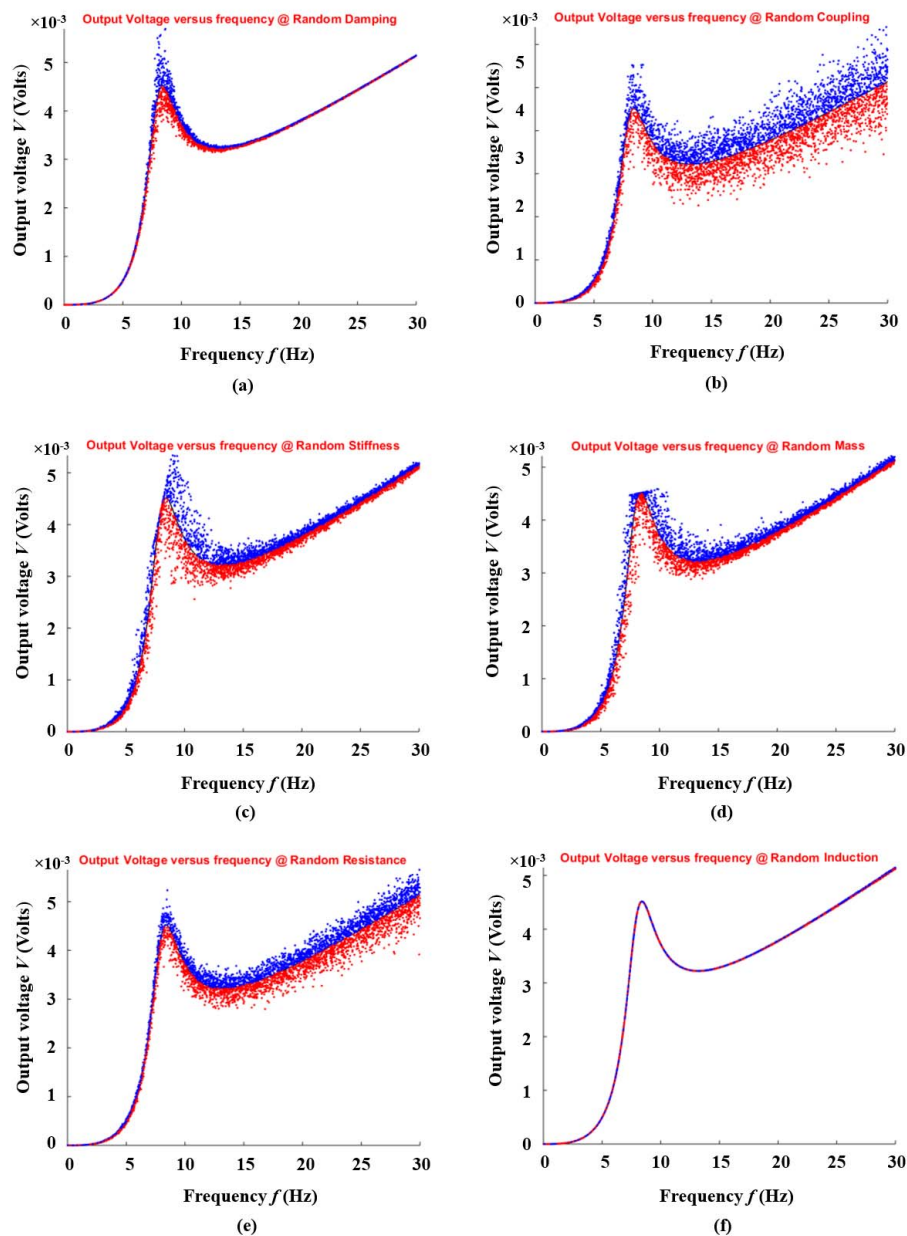 ×10-3
Output Voltage versus frequency @ Random Damping
Output voltage V (Volts)
5
4
3
2
1
0
0 5 10 15 20 25 30
Frequency f (Hz)
(a)
×10-3
Output Voltage versus frequency @ Random Coupling
Output voltage V (Volts)
5
4
3
2
1
0
0 5 10 15 20 25 30
Frequency f (Hz)
(b)
×10-3
Output Voltage versus frequency @ Random Stiffness
Output voltage V (Volts)
5
4
3
2
1
0
0 5 10 15 20 25 30
Frequency f (Hz)
(c)
×10-3
Output Voltage versus frequency @ Random Mass
Output voltage V (Volts)
5
4
3
2
1
0
0 5 10 15 20 25 30
Frequency f (Hz)
(d)
×10-3
Output Voltage versus frequency @ Random Resistance
Output voltage V (Volts)
5
4
3
2
1
0
0 5 10 15 20 25 30
Frequency f (Hz)
(e)
×10-3
Output Voltage versus frequency @ Random Induction
Output voltage V (Volts)
5
4
3
2
1
0
0 5 10 15 20 25 30
Frequency f (Hz)
(f)